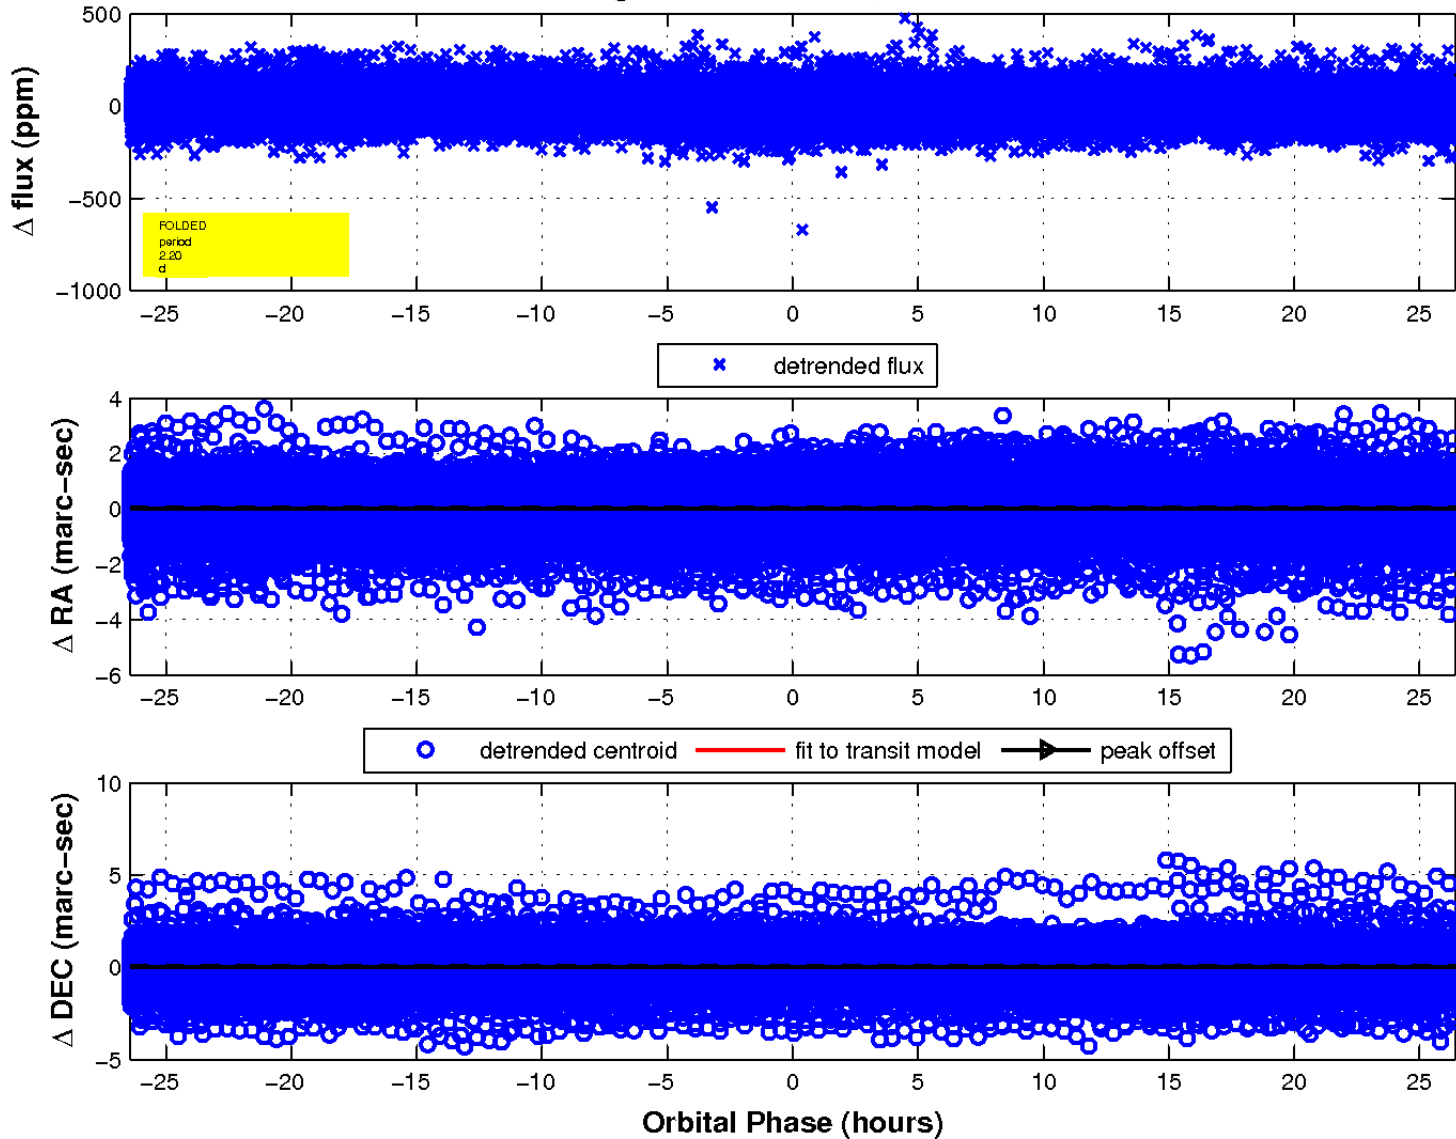 500
0
−500
−1000
Δ flux (ppm)
FOLDED
period
2.20
d
−25 −20 −15 −10 −5 0 5 10 15 20 25
detrended flux
4
2
0
−2
−4
−6
Δ RA (marc−sec)
−25 −20 −15 −10 −5 0 5 10 15 20 25
detrended centroid fit to transit model peak offset
10
5
0
−5
Δ DEC (marc−sec)
−25 −20 −15 −10 −5 0 5 10 15 20 25
Orbital Phase (hours)